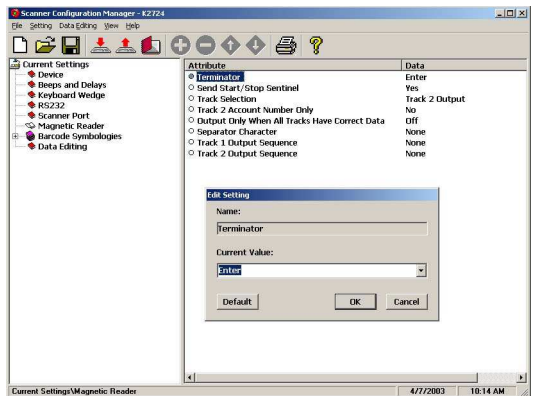 Scanner Configuration Manager - K2724
File Setting Data Editing View Help
Current Settings
Device
Beeps and Delays
Keyboard Wedge
RS232
Scanner Port
Magnetic Reader
Barcode Symbologies
Data Editing
Attribute Data
Terminator Enter
Send Start/Stop Sentinel Yes
Track Selection Track 2 Output
Track 2 Account Number Only No
Output Only When All Tracks Have Correct Data Off
Separator Character None
Track 1 Output Sequence None
Track 2 Output Sequence None
Edit Setting
Name:
Terminator
Current Value:
Enter
Default OK Cancel
Current Settings\Magnetic Reader 4/7/2003 10:14 AM